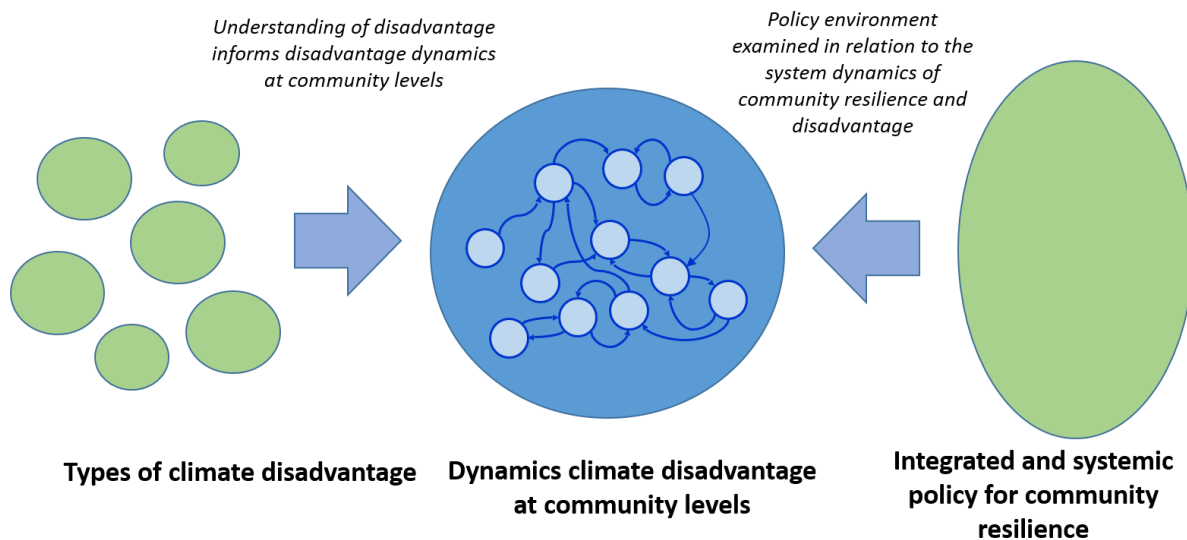 Understanding of disadvantage
informs disadvantage dynamics
at community levels
Policy environment
examined in relation to the
system dynamics of
community resilience and
disadvantage
Types of climate disadvantage
Dynamics climate disadvantage
at community levels
Integrated and systemic
policy for community
resilience